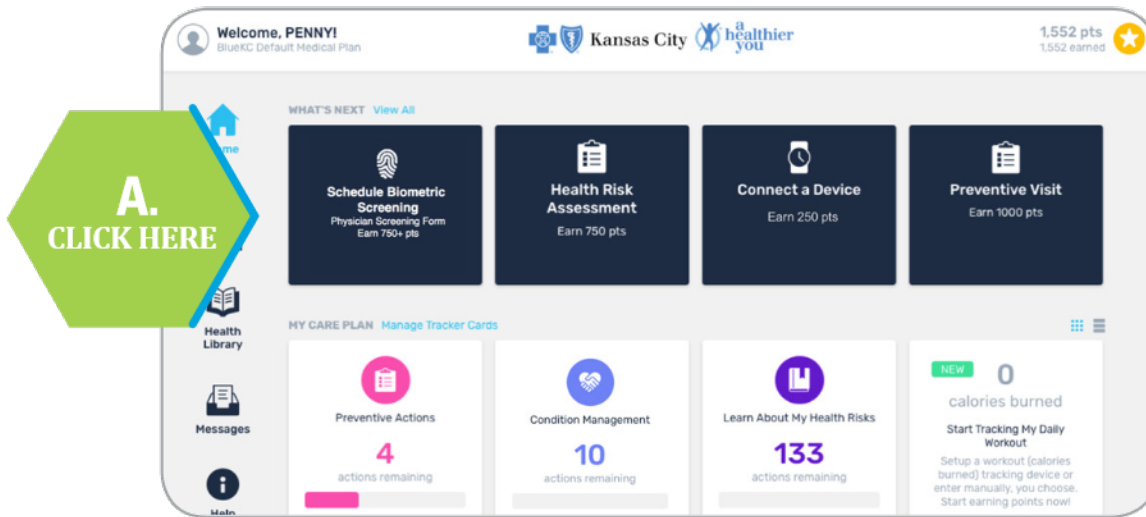 Welcome, PENNY!
BlueKC Default Medical Plan
Kansas City
a healthier you
1,552 pts
1,552 earned
WHAT'S NEXT View All
A.
CLICK HERE
Schedule Biometric
Screening
Physician Screening Form
Earn 750+ pts
Health Risk
Assessment
Earn 750 pts
Connect a Device
Earn 250 pts
Preventive Visit
Earn 1000 pts
Health
Library
Messages
Help
MY CARE PLAN Manage Tracker Cards
Preventive Actions
4
actions remaining
Condition Management
10
actions remaining
Learn About My Health Risks
133
actions remaining
NEW 0
calories burned
Start Tracking My Daily
Workout
Setup a workout (calories
burned) tracking device or
enter manually, you choose.
Start earning points now!